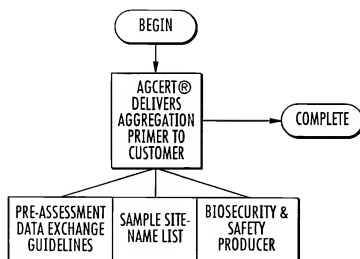 BEGIN
AGCERT®
DELIVERS
AGGREGATION
PRIMER TO
CUSTOMER
COMPLETE
PRE-ASSESSMENT
DATA EXCHANGE
GUIDELINES
SAMPLE SITE-
NAME LIST
BIOSECURITY &
SAFETY
PRODUCER